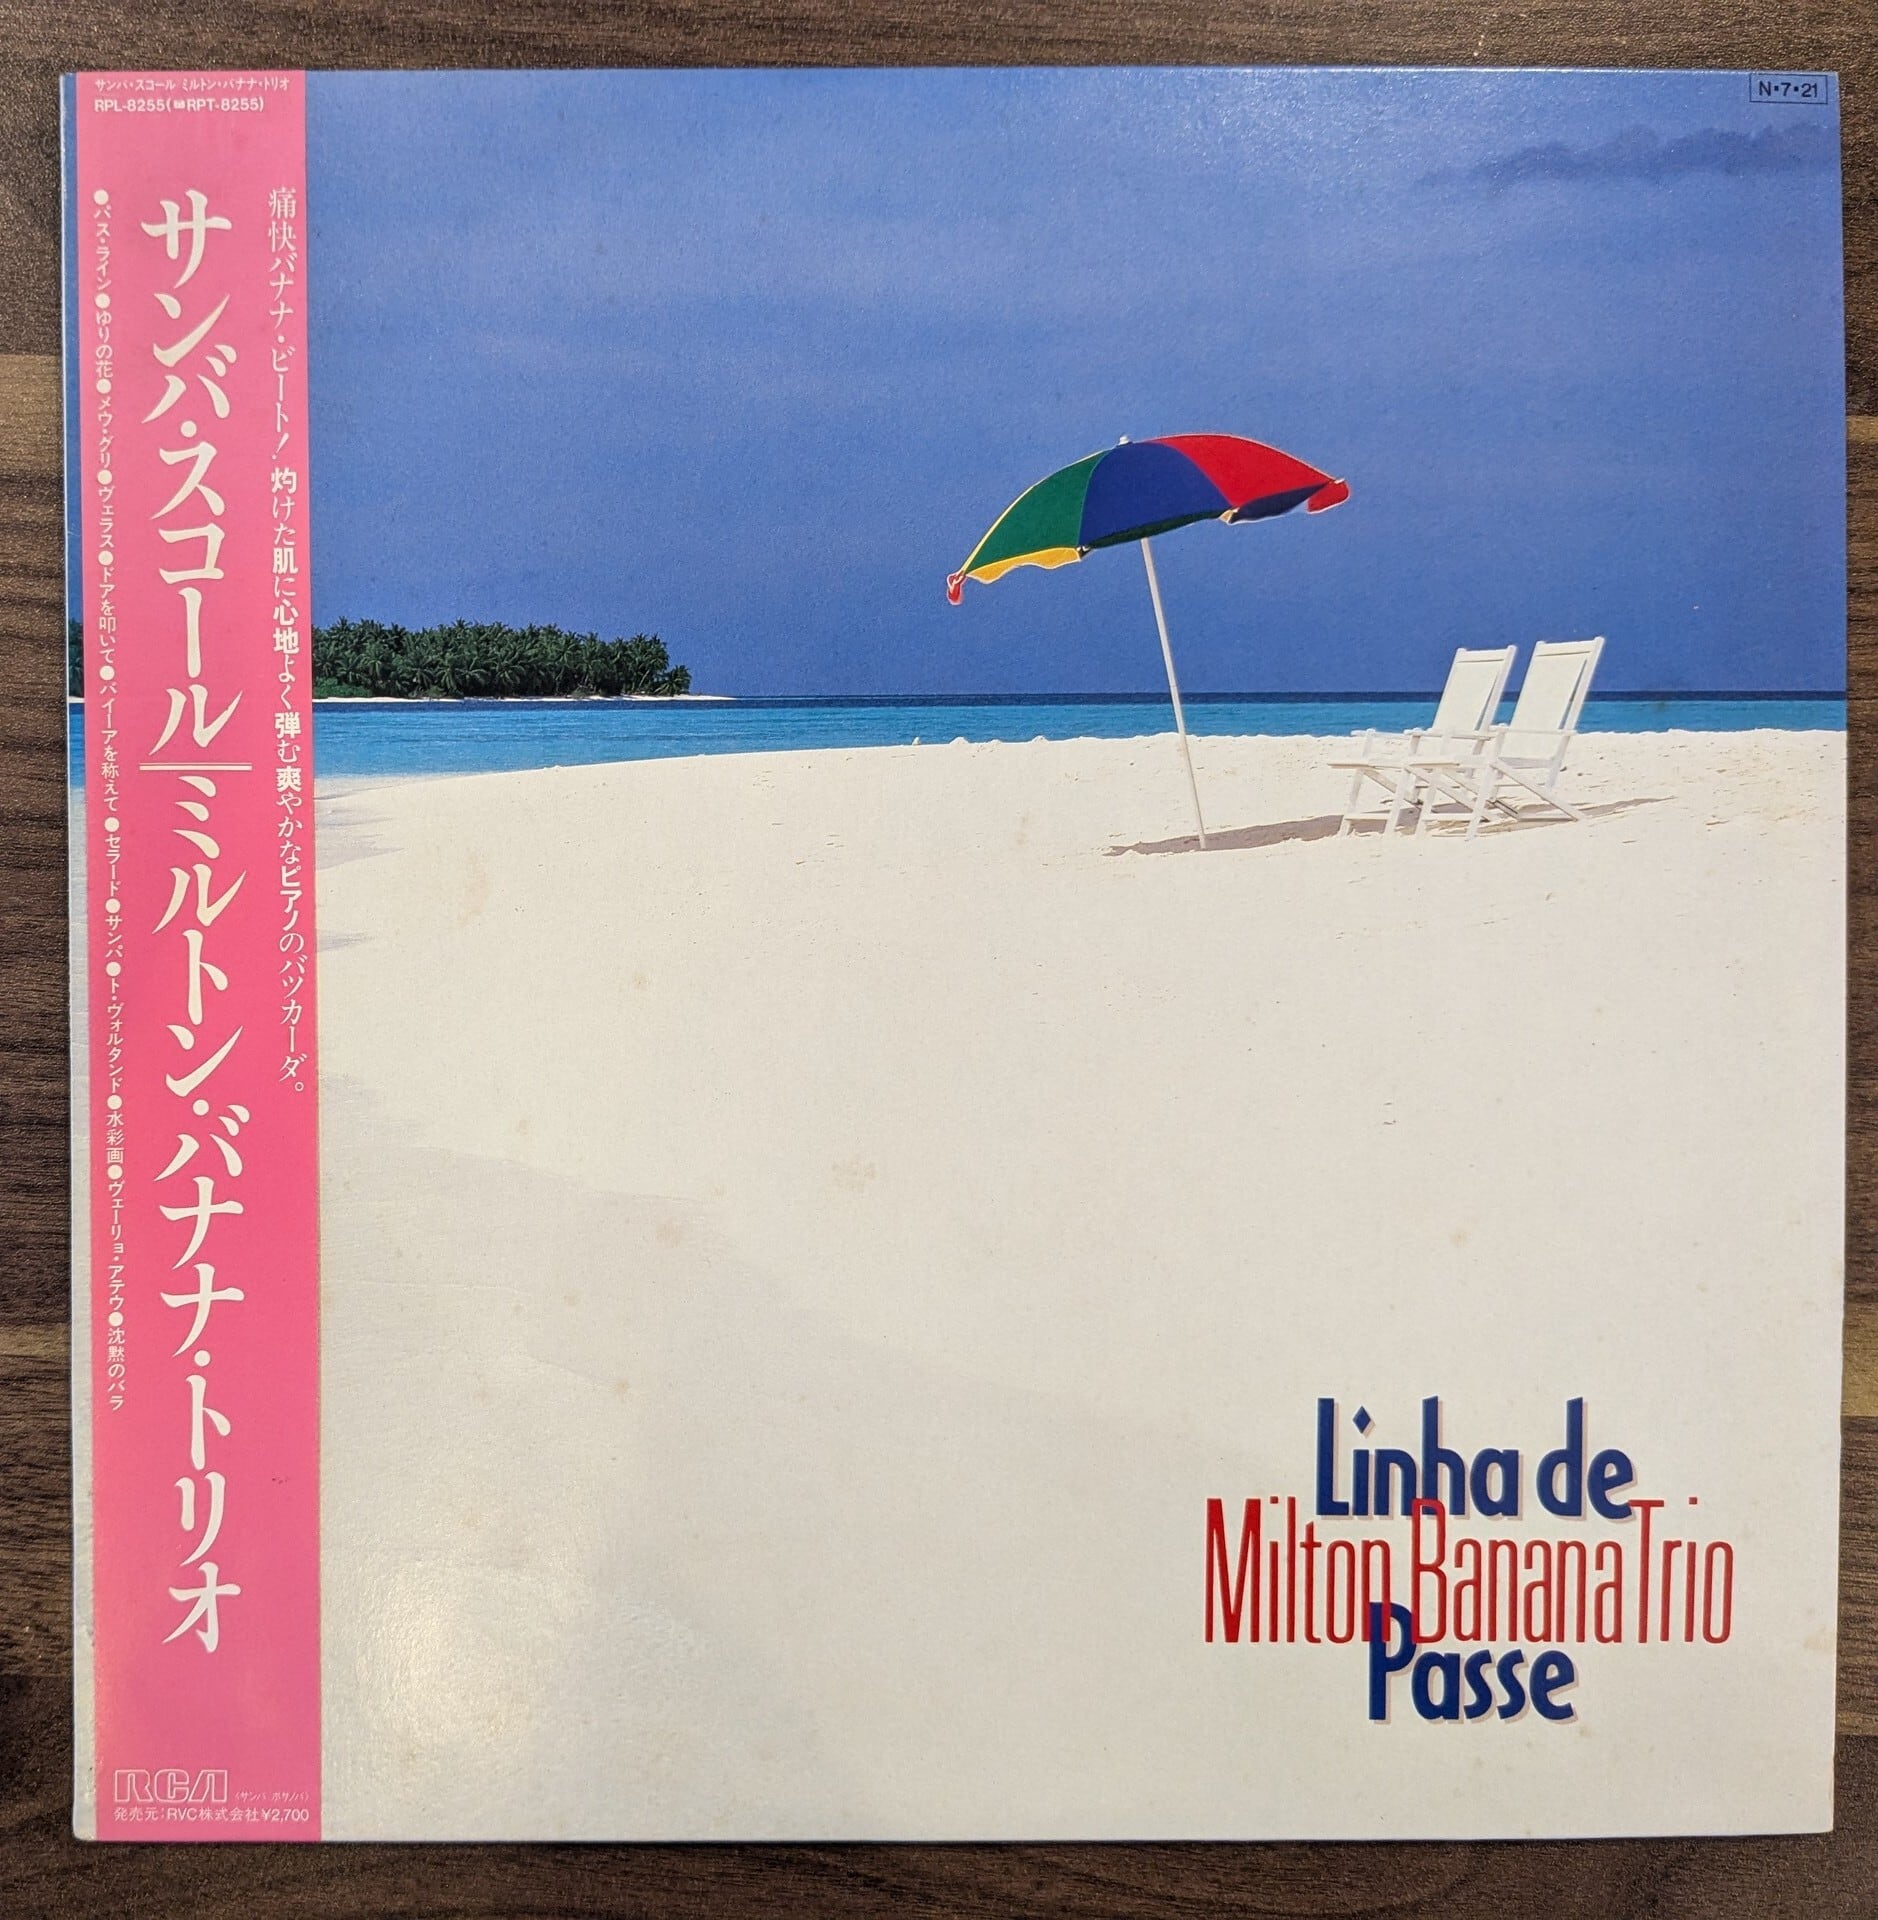 サンバ・スコール ミルトン・バナナ・トリオ
RPL-8255(RPT-8255)
N・7・21
痛快バナナ・ビート！灼けた肌に心地よく弾む爽やかなピアノのバツカーダ。
サンバ・スコール／ミルトン・バナナ・トリオ
●パス・ライン●ゆりの花●メウ・グリ●ヴェラス●ドアを叩いて●バイーアを称えて●セラード●サンバ●ト・ヴォルタンド●水彩画●ヴェーリョ・アテウ●沈黙のバラ
Linha de
Milton Banana Trio
Passe
RCA
(サンバ ボサノバ)
発売元：RVC株式会社¥2,700